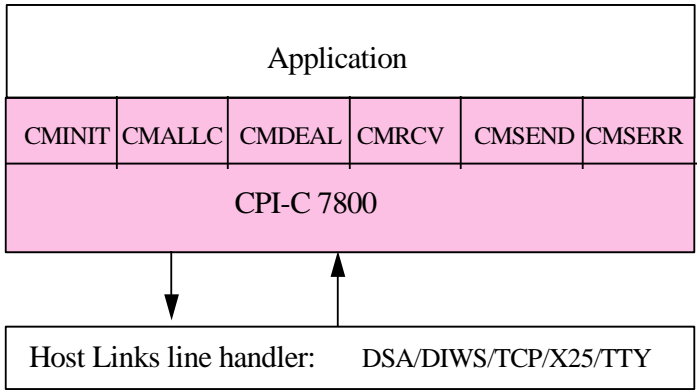 Application
CMINIT CMALLC CMDEAL CMRCV CMSEND CMSERR
CPI-C 7800
Host Links line handler: DSA/DIWS/TCP/X25/TTY